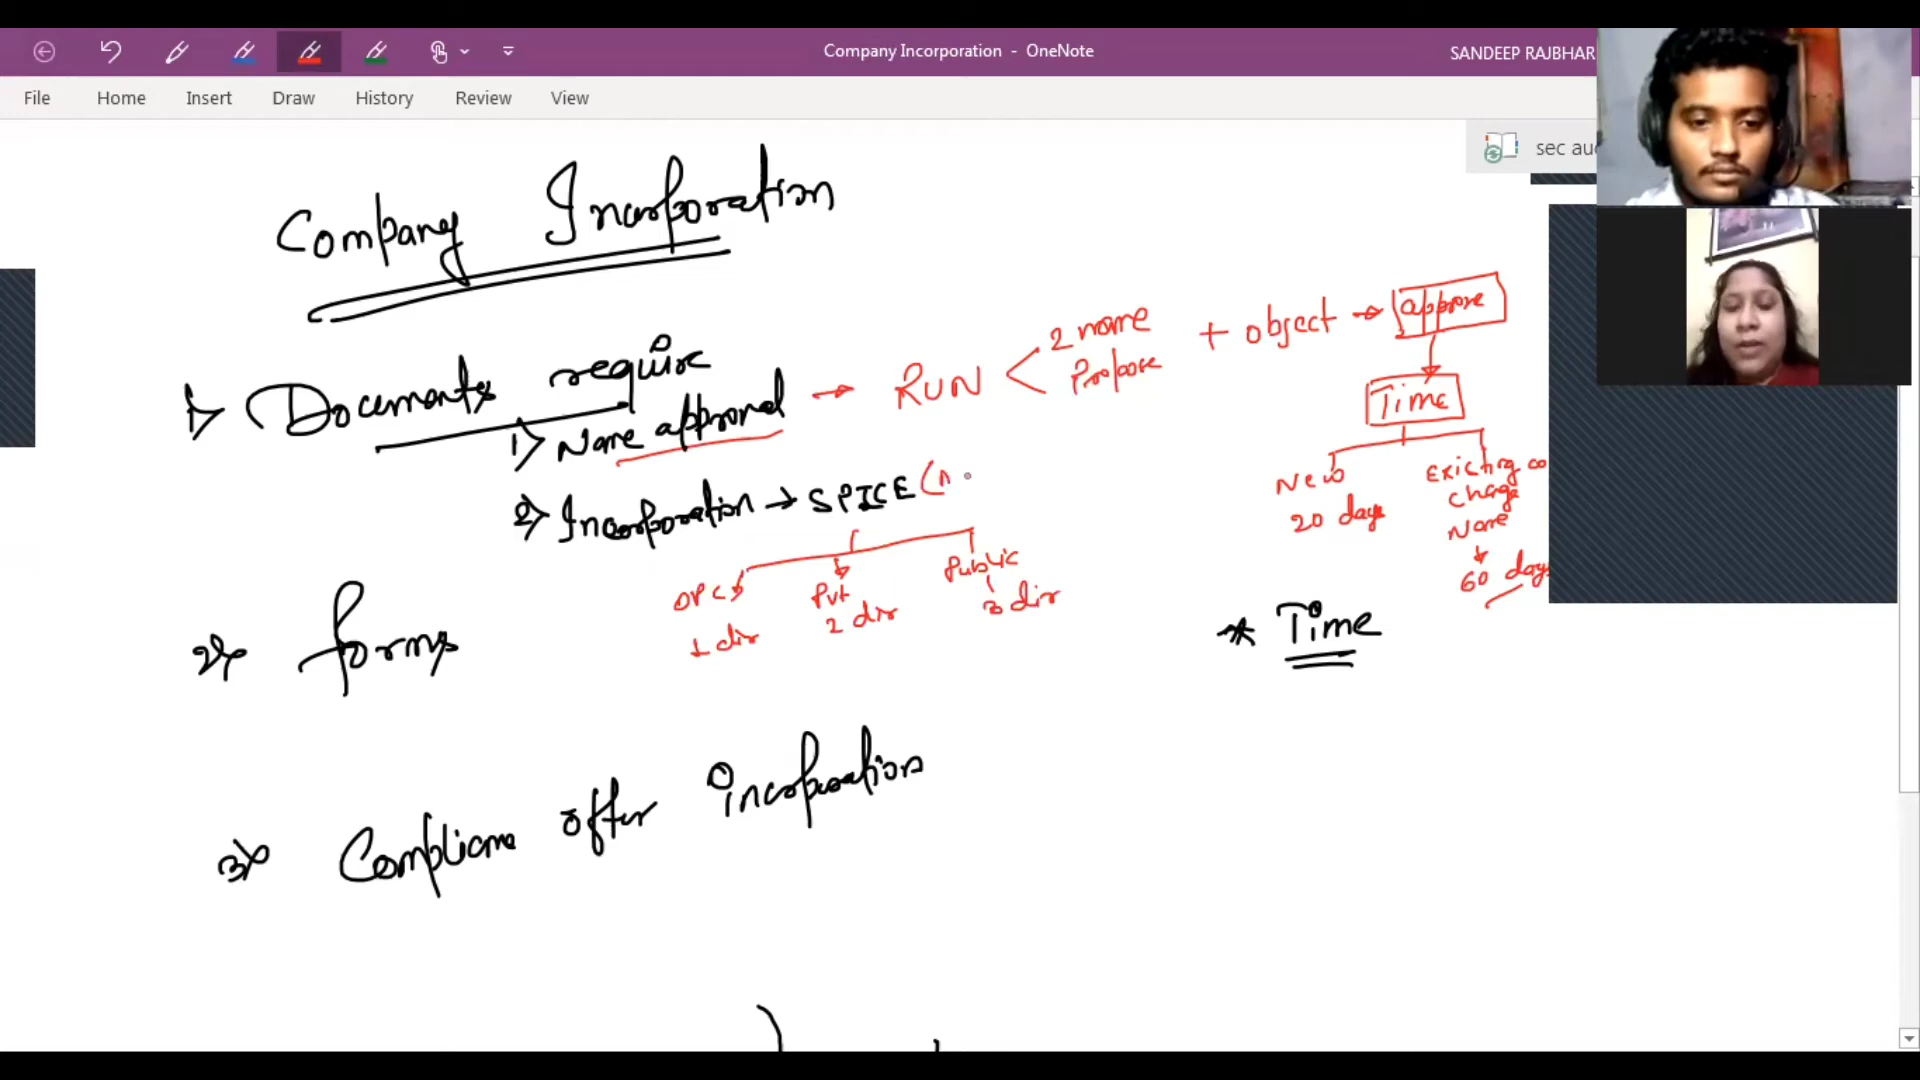 Company Incorporation - OneNote
SANDEEP RAJBHAR
File Home Insert Draw History Review View
sec au
Company Incorporation
1) Documents require
1) Name approval → RUN < 2 name Propose + object → approve
Time
New 20 days
Existing co change Name 60 days
2) Incorporation → SPICE (n
OPC 1 dir
Pvt 2 dir
Public 3 dir
* Time
2) forms
3) Compliance after incorporation